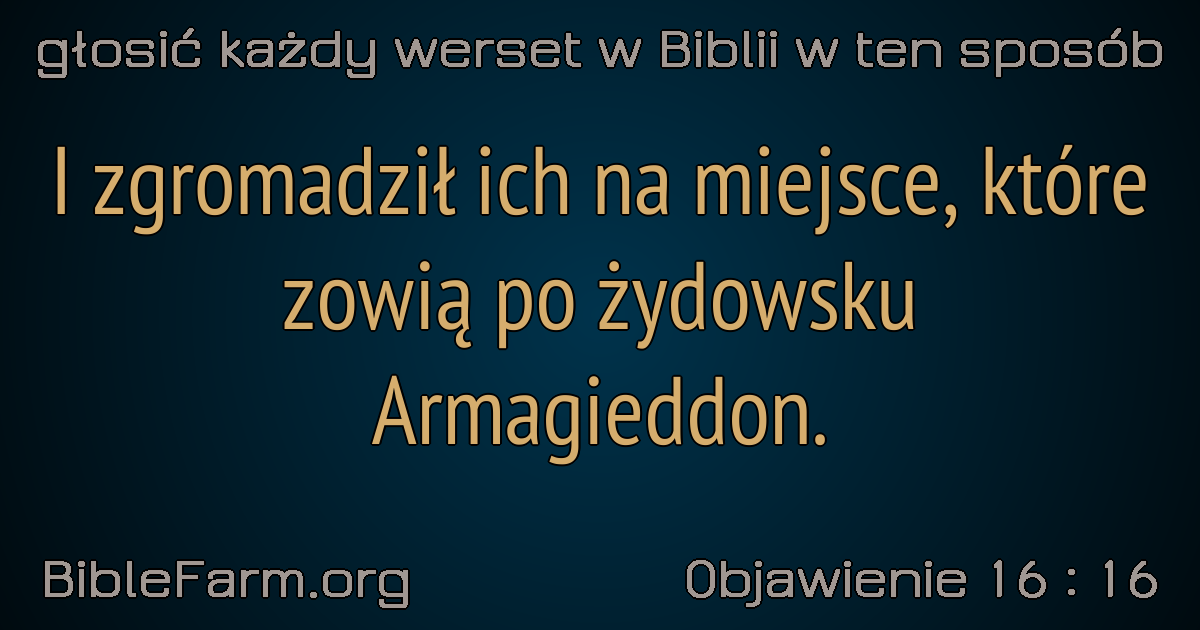 głosić każdy werset w Biblii w ten sposób
I zgromadził ich na miejsce, które
zowią po żydowsku
Armagieddon.
BibleFarm.org
Objawienie 16 : 16